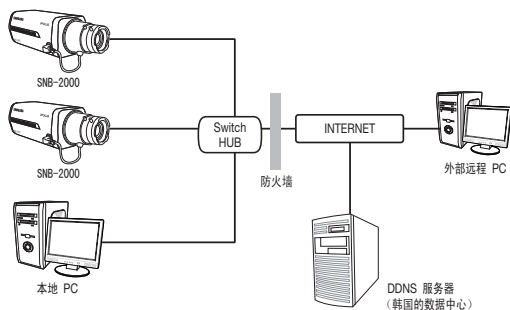 SNB-2000
SNB-2000
本地 PC
Switch
HUB
防火墙
INTERNET
外部远程 PC
DDNS 服务器
（韩国的数据中心）